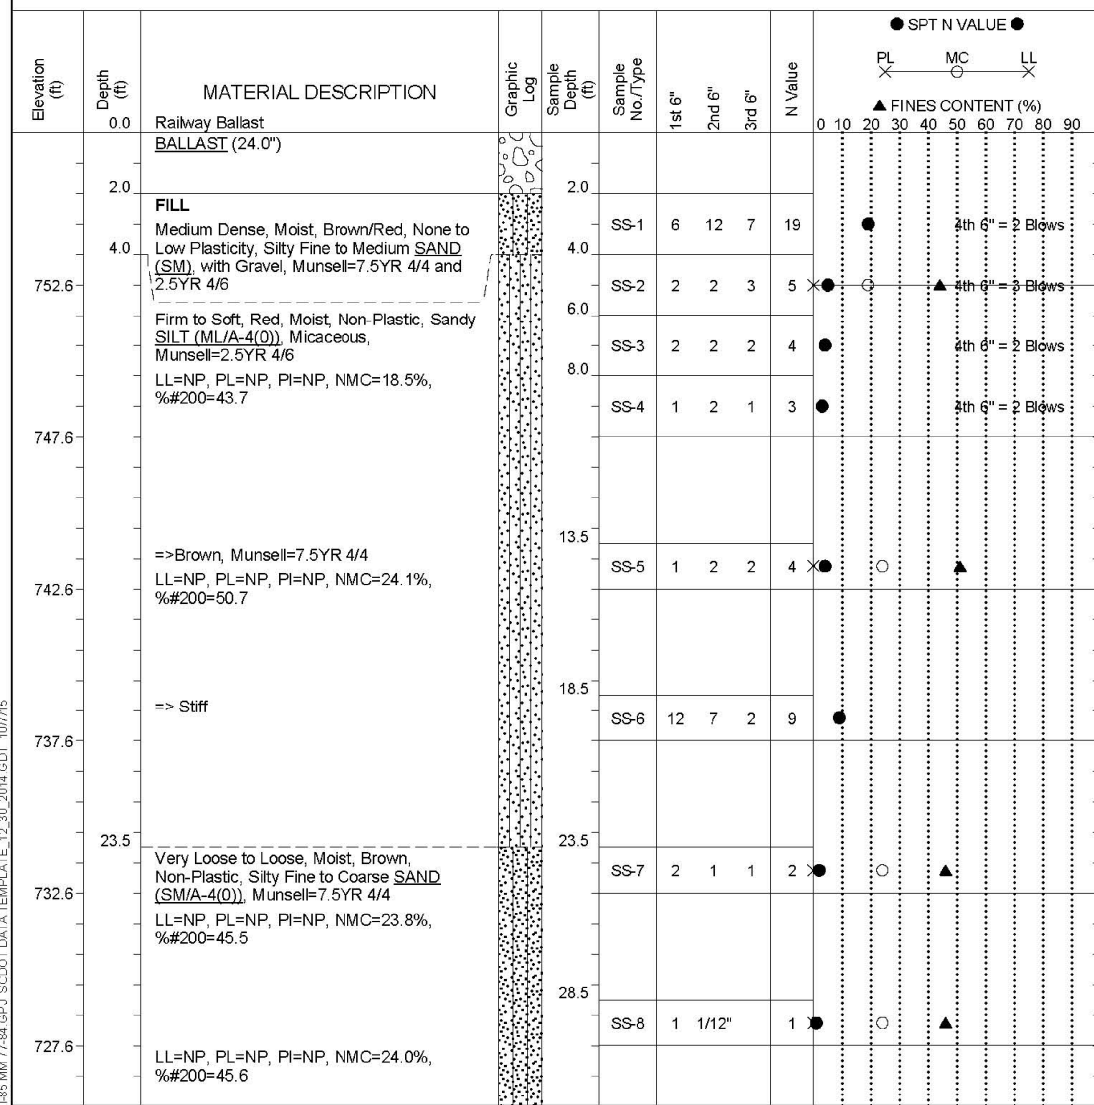 ● SPT N VALUE ●
PL MC LL
▲ FINES CONTENT (%)
0 10 20 30 40 50 60 70 80 90
Elevation (ft)
Depth (ft)
MATERIAL DESCRIPTION
Graphic Log
Sample Depth (ft)
Sample No./Type
1st 6"
2nd 6"
3rd 6"
N Value
0.0 Railway Ballast
BALLAST (24.0")
2.0 2.0
FILL
Medium Dense, Moist, Brown/Red, None to SS-1 6 12 7 19 4th 6" = 2 Blows
4.0 Low Plasticity, Silty Fine to Medium SAND 4.0
(SM), with Gravel, Munsell=7.5YR 4/4 and
752.6 2.5YR 4/6 SS-2 2 2 3 5 4th 6" = 3 Blows
6.0
Firm to Soft, Red, Moist, Non-Plastic, Sandy
SILT (ML/A-4(0)), Micaceous, SS-3 2 2 2 4 4th 6" = 2 Blows
Munsell=2.5YR 4/6
8.0
LL=NP, PL=NP, PI=NP, NMC=18.5%,
%#200=43.7 SS-4 1 2 1 3 4th 6" = 2 Blows
747.6
13.5
=>Brown, Munsell=7.5YR 4/4
SS-5 1 2 2 4
LL=NP, PL=NP, PI=NP, NMC=24.1%,
742.6 %#200=50.7
18.5
=> Stiff SS-6 12 7 2 9
737.6
23.5 23.5
Very Loose to Loose, Moist, Brown, SS-7 2 1 1 2
Non-Plastic, Silty Fine to Coarse SAND
732.6 (SM/A-4(0)), Munsell=7.5YR 4/4
LL=NP, PL=NP, PI=NP, NMC=23.8%,
%#200=45.5
28.5
SS-8 1 1/12" 1
727.6
LL=NP, PL=NP, PI=NP, NMC=24.0%,
%#200=45.6
I-85 MM 77-84.GPJ SCDOT DATA TEMPLATE_12_30_2014.GDT 10/7/15